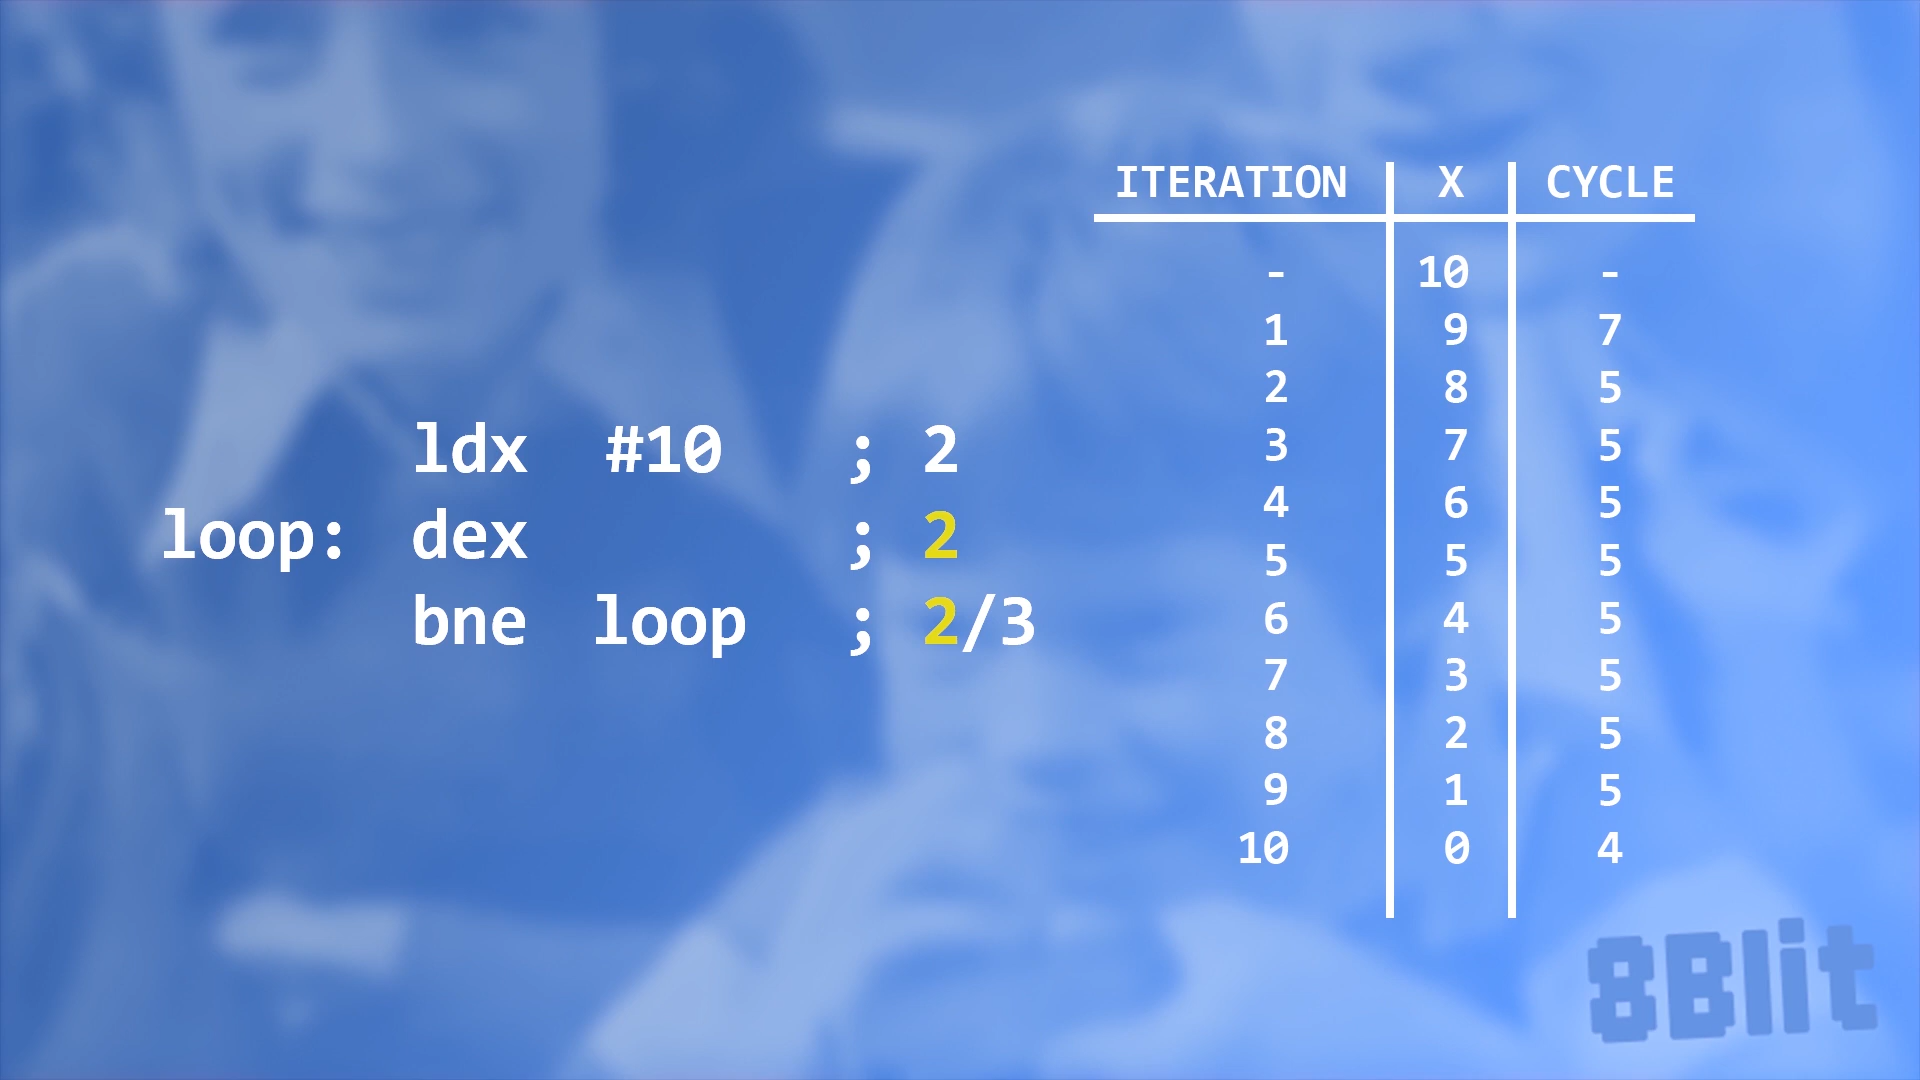 ldx #10 ; 2
loop: dex ; 2
bne loop ; 2/3
ITERATION X CYCLE
- 10 -
1 9 7
2 8 5
3 7 5
4 6 5
5 5 5
6 4 5
7 3 5
8 2 5
9 1 5
10 0 4
8Blit